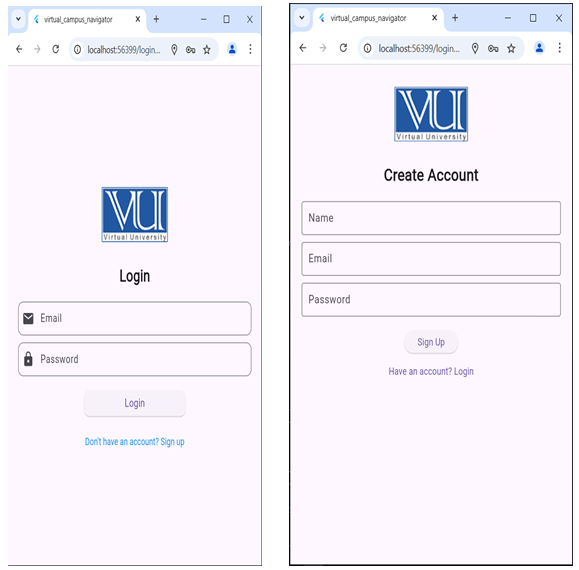 virtual_campus_navigator
localhost:56399/login...
VU
Virtual University
Login
Email
Password
Login
Don't have an account? Sign up
virtual_campus_navigator
localhost:56399/login...
VU
Virtual University
Create Account
Name
Email
Password
Sign Up
Have an account? Login